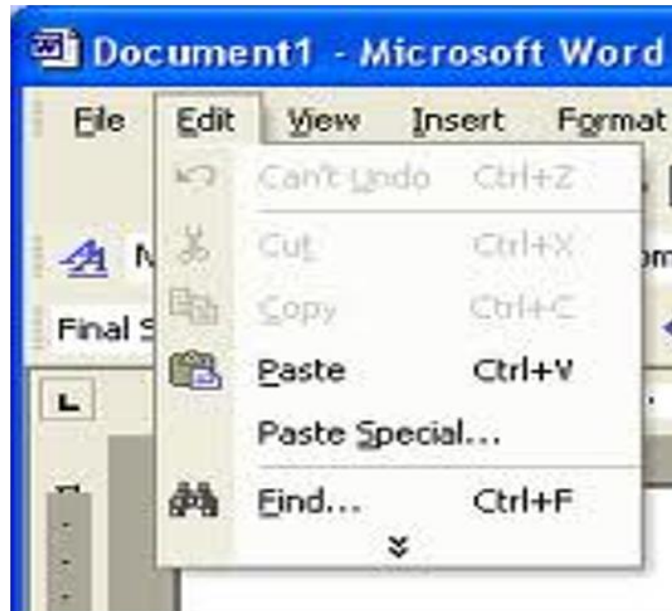 Document1 - Microsoft Word
File Edit View Insert Format
Can't Undo Ctrl+Z
Cut Ctrl+X
Copy Ctrl+C
Final
Paste Ctrl+V
Paste Special...
Find... Ctrl+F